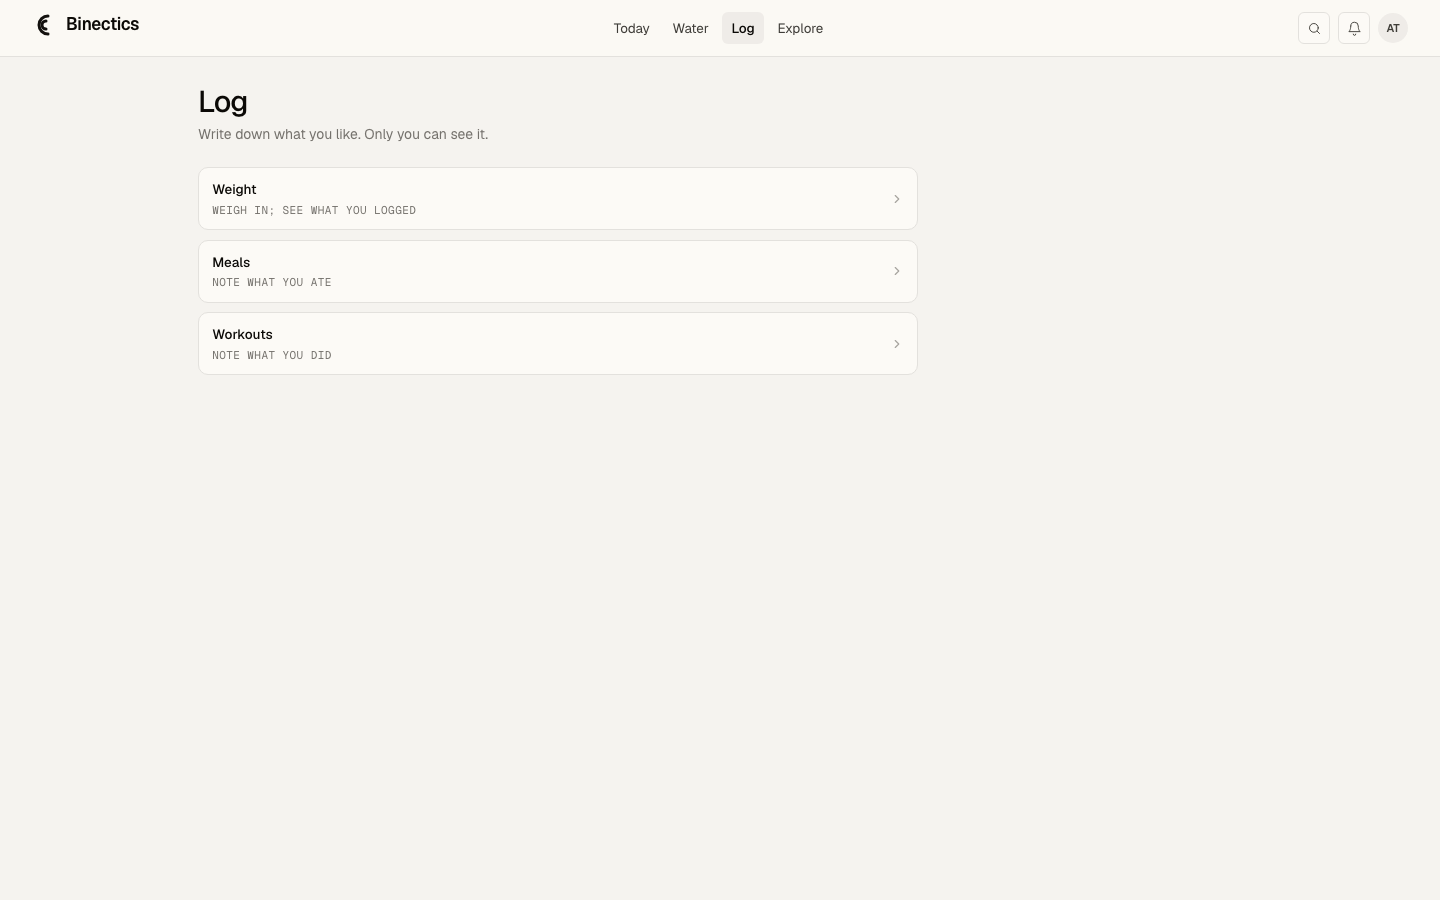 Binectics
Today
Water
Log
Explore
AT
Log
Write down what you like. Only you can see it.
Weight
WEIGH IN; SEE WHAT YOU LOGGED
Meals
NOTE WHAT YOU ATE
Workouts
NOTE WHAT YOU DID